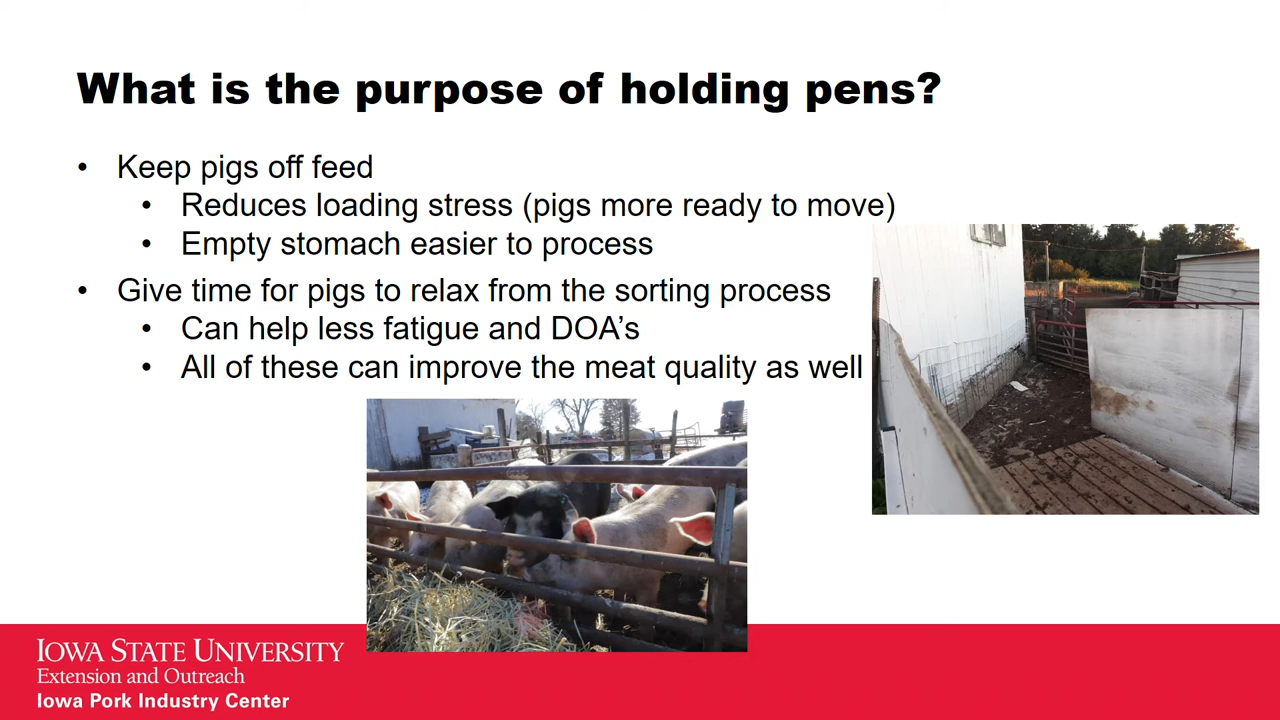 What is the purpose of holding pens?
• Keep pigs off feed
• Reduces loading stress (pigs more ready to move)
• Empty stomach easier to process
• Give time for pigs to relax from the sorting process
• Can help less fatigue and DOA's
• All of these can improve the meat quality as well
IOWA STATE UNIVERSITY
Extension and Outreach
Iowa Pork Industry Center